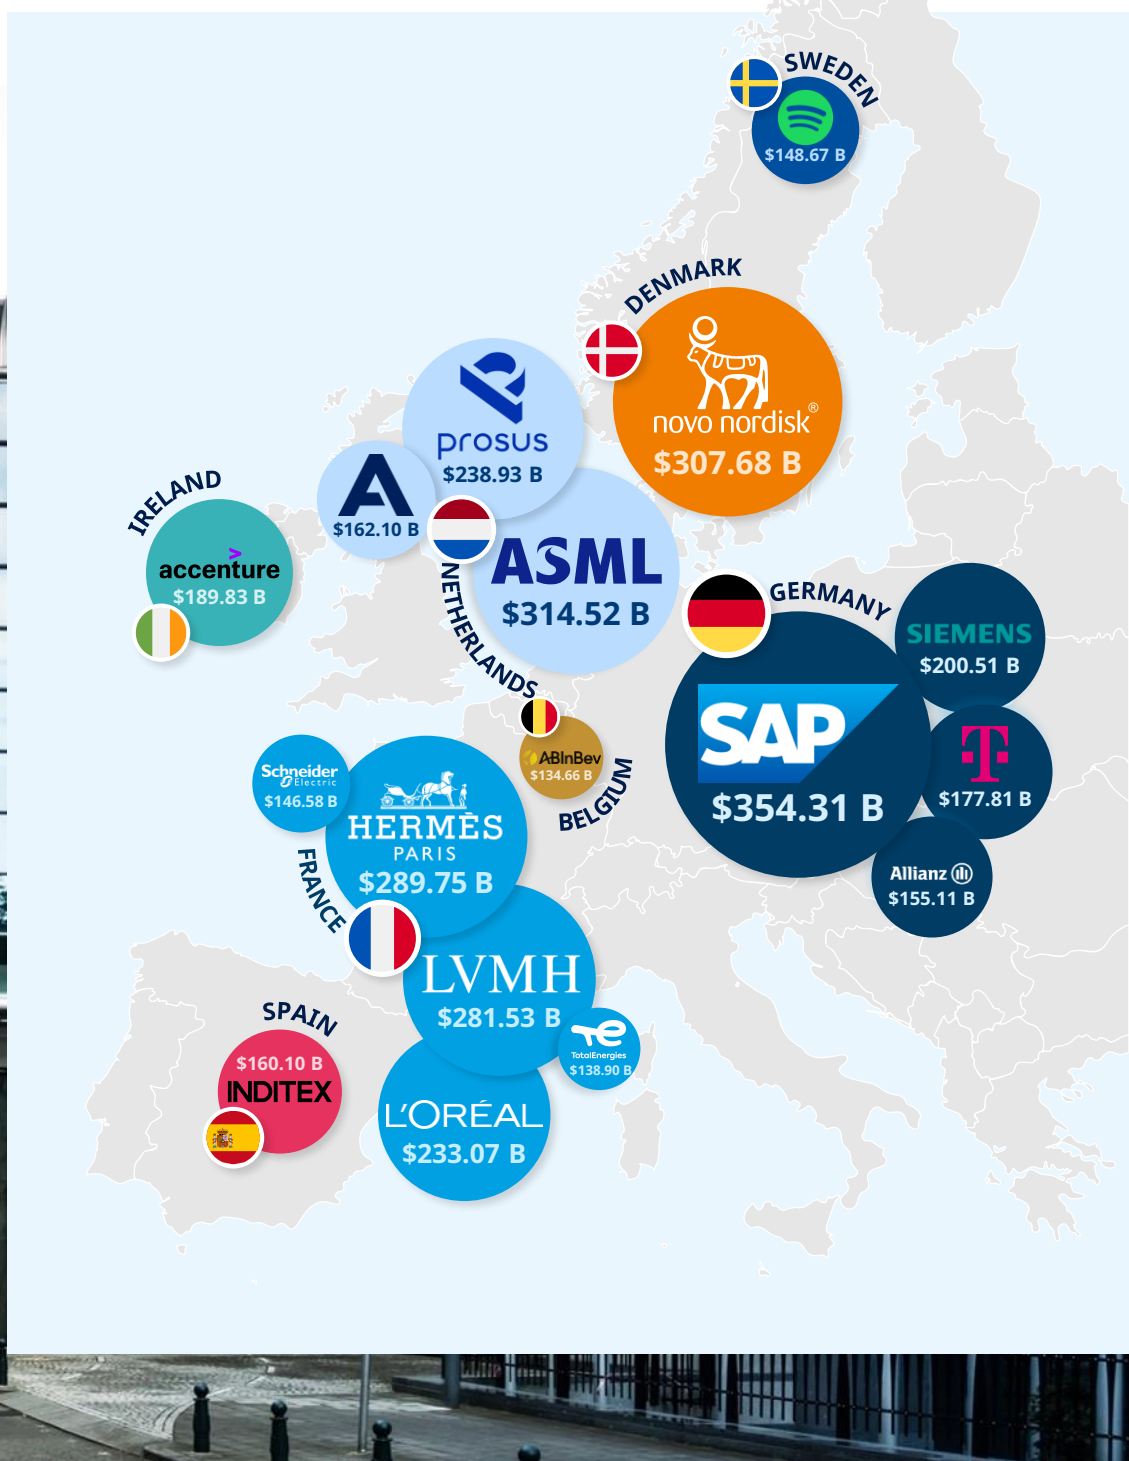 SWEDEN
$148.67 B
DENMARK
novo nordisk®
$307.68 B
prosus
$238.93 B
A
$162.10 B
NETHERLANDS
ASML
$314.52 B
IRELAND
accenture
$189.83 B
GERMANY
SAP
$354.31 B
SIEMENS
$200.51 B
T
$177.81 B
Allianz
$155.11 B
ABInBev
$134.66 B
BELGIUM
Schneider
Electric
$146.58 B
HERMÈS
PARIS
$289.75 B
FRANCE
LVMH
$281.53 B
TotalEnergies
$138.90 B
L'ORÉAL
$233.07 B
SPAIN
$160.10 B
INDITEX